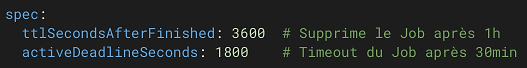 spec:
  ttlSecondsAfterFinished: 3600  # Supprime le Job après 1h
  activeDeadlineSeconds: 1800    # Timeout du Job après 30min